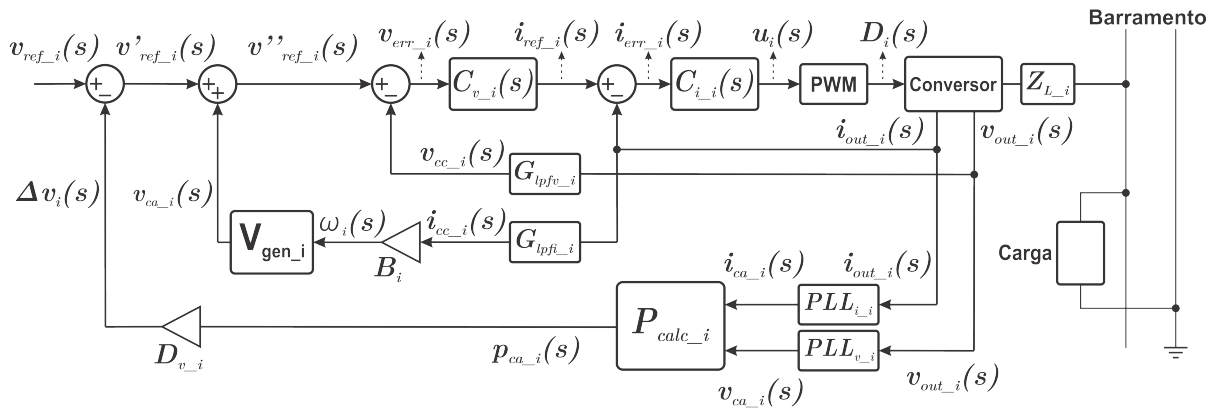 Barramento
v_ref_i(s)
v'_ref_i(s)
v''_ref_i(s)
v_err_i(s)
i_ref_i(s)
i_err_i(s)
u_i(s)
D_i(s)
+
−
+
+
+
−
C_v_i(s)
+
−
C_i_i(s)
PWM
Conversor
Z_L_i
i_out_i(s)
v_out_i(s)
v_cc_i(s)
G_lpfv_i
Δv_i(s)
v_ca_i(s)
V_gen_i
ω_i(s)
B_i
i_cc_i(s)
G_lpfi_i
Carga
i_ca_i(s)
i_out_i(s)
P_calc_i
PLL_i_i
PLL_v_i
D_v_i
p_ca_i(s)
v_ca_i(s)
v_out_i(s)